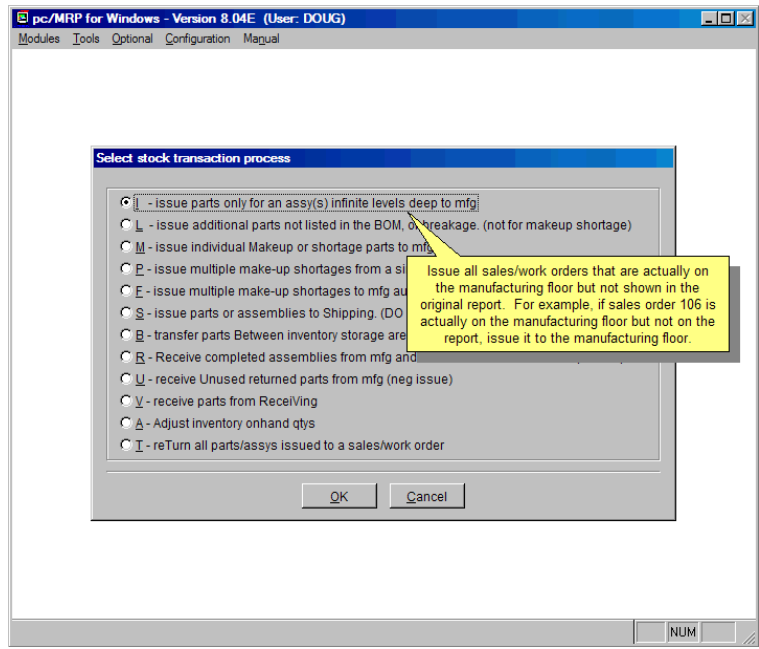 pc/MRP for Windows - Version 8.04E (User: DOUG)
Modules Tools Optional Configuration Manual
Select stock transaction process
I - issue parts only for an assy(s) infinite levels deep to mfg
L - issue additional parts not listed in the BOM, or breakage. (not for makeup shortage)
M - issue individual Makeup or shortage parts to mfg
P - issue multiple make-up shortages from a
F - issue multiple make-up shortages to mfg
S - issue parts or assemblies to Shipping. (DO
B - transfer parts Between inventory storage
R - Receive completed assemblies from mfg and
U - receive Unused returned parts from mfg (neg issue)
V - receive parts from ReceiVing
A - Adjust inventory onhand qtys
T - reTurn all parts/assys issued to a sales/work order
Issue all sales/work orders that are actually on
the manufacturing floor but not shown in the
original report. For example, if sales order 106 is
actually on the manufacturing floor but not on the
report, issue it to the manufacturing floor.
OK Cancel
NUM